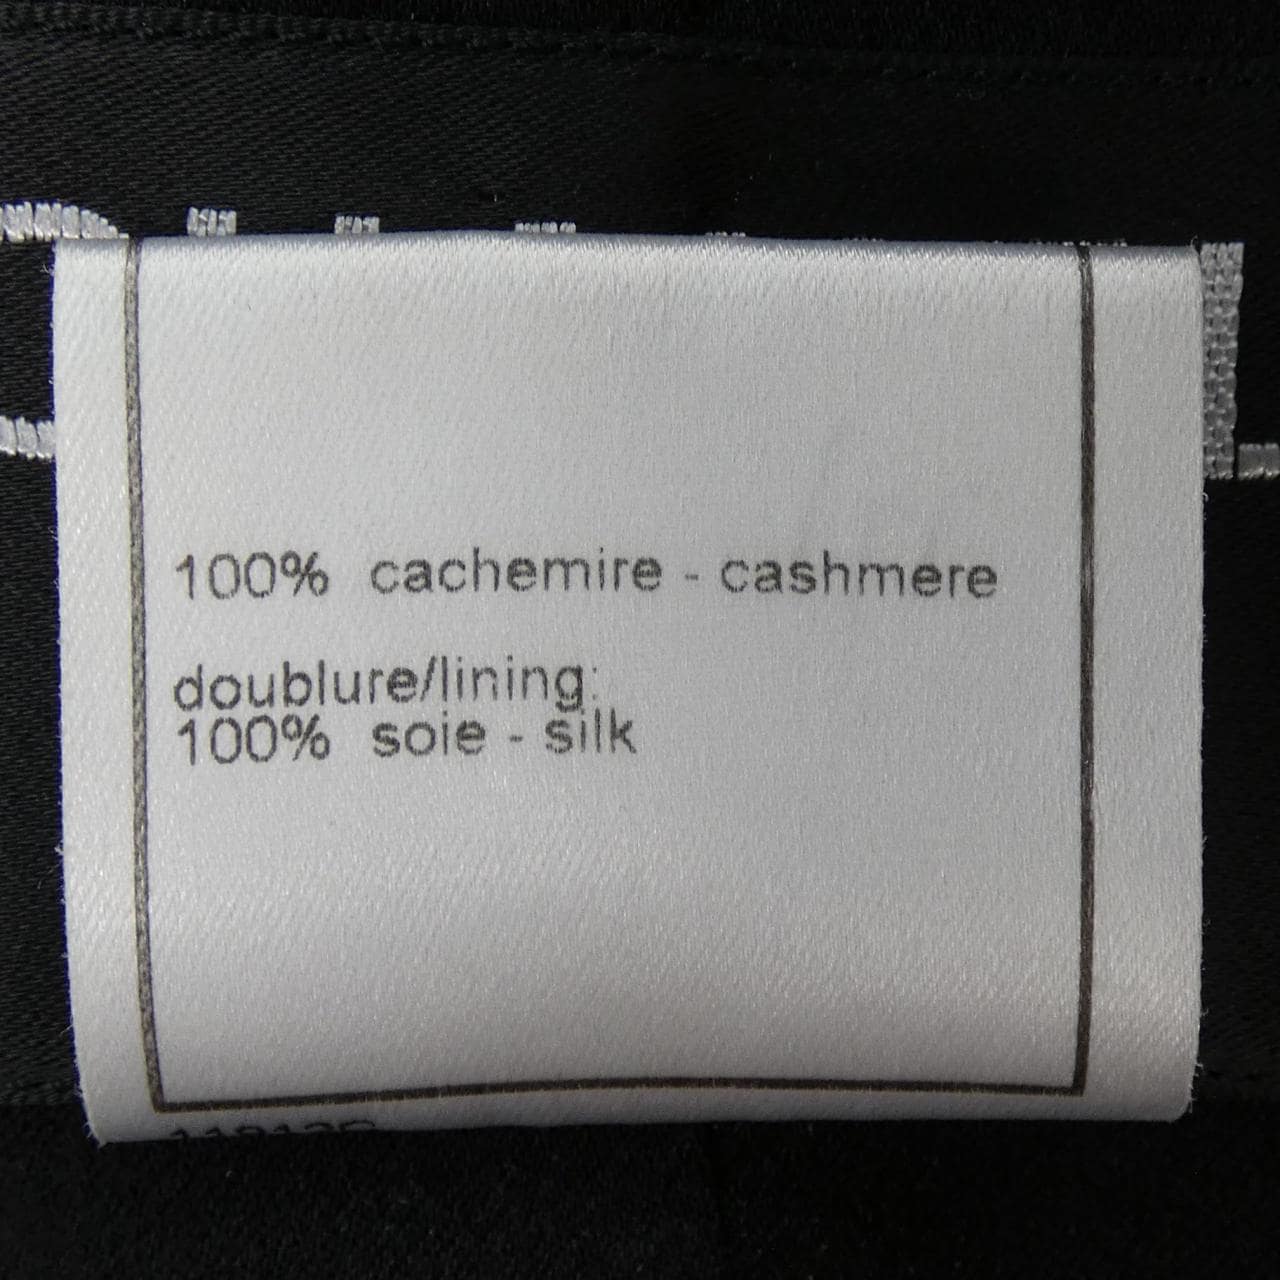 100% cachemire - cashmere
doublure/lining:
100% soie - silk